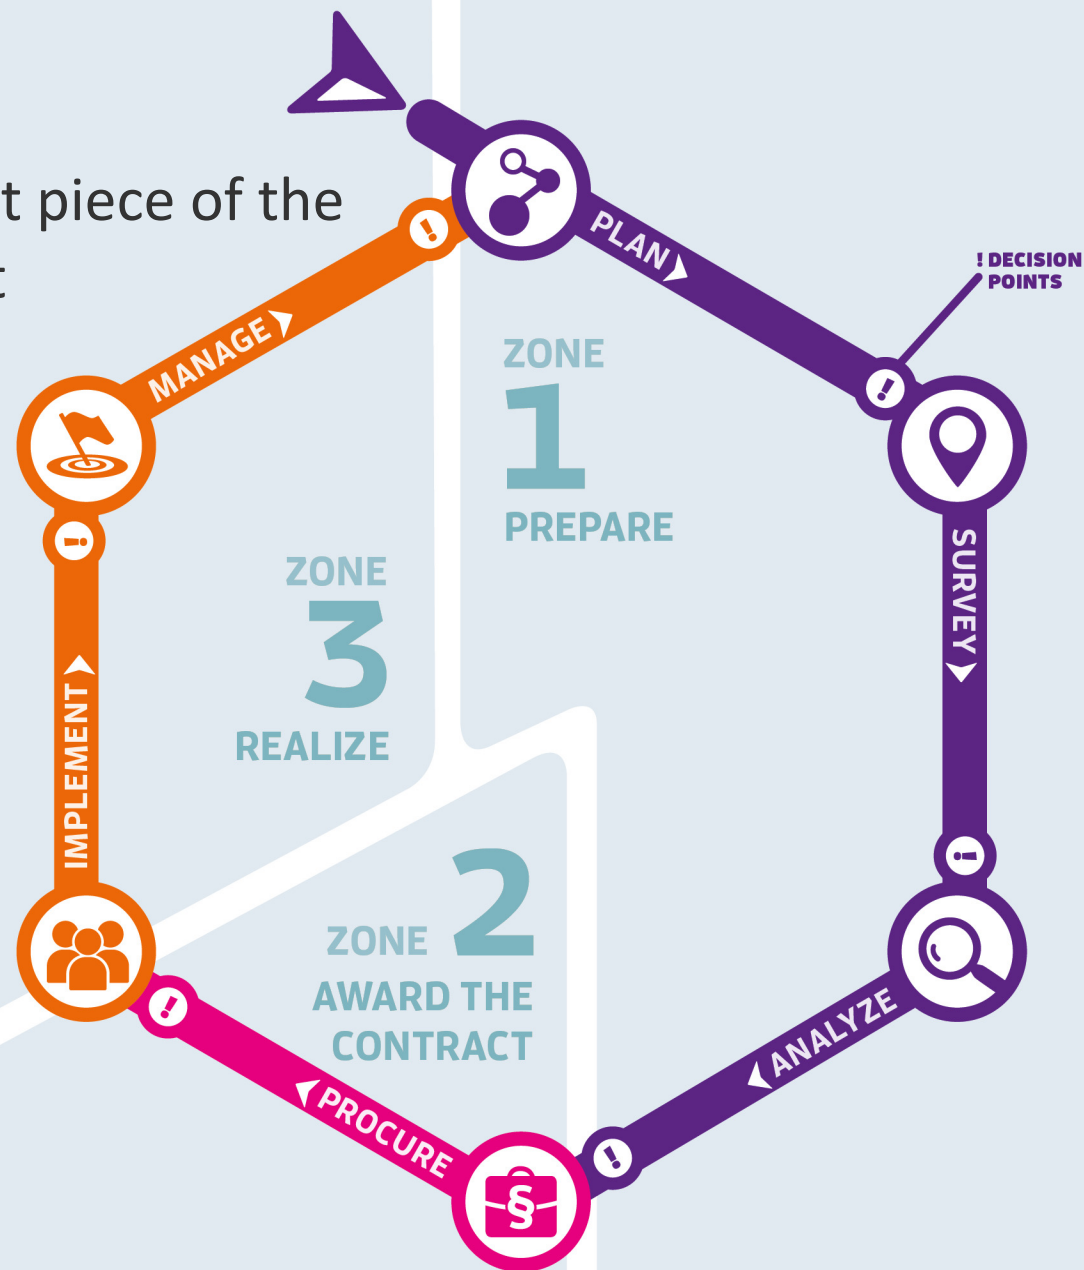 t piece of the
PLAN
! DECISION
POINTS
MANAGE
ZONE
1
PREPARE
SURVEY
ZONE
3
REALIZE
IMPLEMENT
ZONE 2
AWARD THE
CONTRACT
ANALYZE
PROCURE
§
!
!
!
!
!
!